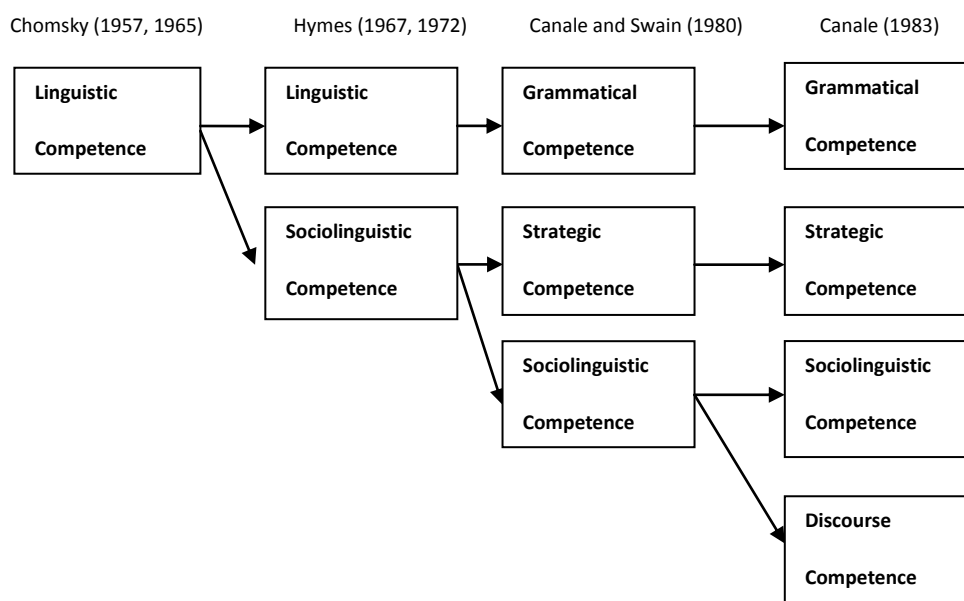 Chomsky (1957, 1965)
Hymes (1967, 1972)
Canale and Swain (1980)
Canale (1983)
Linguistic
Competence
Linguistic
Competence
Grammatical
Competence
Grammatical
Competence
Sociolinguistic
Competence
Strategic
Competence
Strategic
Competence
Sociolinguistic
Competence
Sociolinguistic
Competence
Discourse
Competence